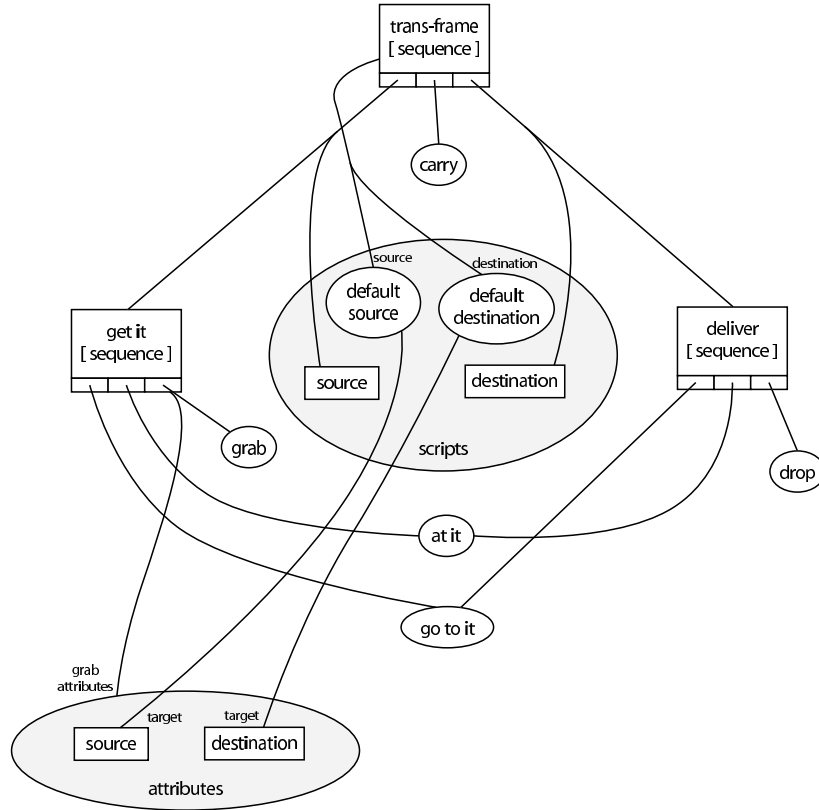 trans-frame
[ sequence ]
carry
source
destination
default
source
default
destination
get it
[ sequence ]
deliver
[ sequence ]
source
destination
grab
scripts
drop
at it
go to it
grab
attributes
target
target
source
destination
attributes